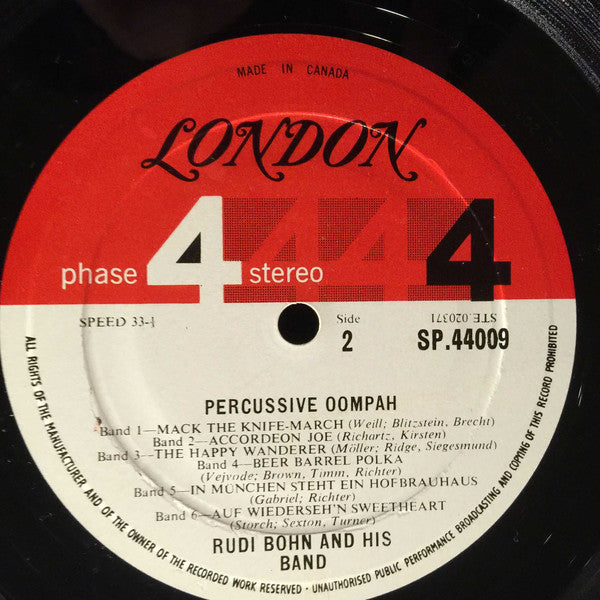 MADE IN CANADA
LONDON
phase 4 stereo 4 4 4
SPEED 33-⅓
Side
2
STE.020371
SP.44009
PERCUSSIVE OOMPAH
Band 1—MACK THE KNIFE-MARCH (Weill; Blitzstein, Brecht)
Band 2—ACCORDEON JOE (Richartz, Kirsten)
Band 3—THE HAPPY WANDERER (Möller; Ridge, Siegesmund)
Band 4—BEER BARREL POLKA
(Vejvode; Brown, Timm, Richter)
Band 5—IN MÜNCHEN STEHT EIN HOFBRAUHAUS
(Gabriel; Richter)
Band 6—AUF WIEDERSEH'N SWEETHEART
(Storch; Sexton, Turner)
RUDI BOHN AND HIS
BAND
ALL RIGHTS OF THE MANUFACTURER AND OF THE OWNER OF THE RECORDED WORK RESERVED - UNAUTHORISED PUBLIC PERFORMANCE BROADCASTING AND COPYING OF THIS RECORD PROHIBITED